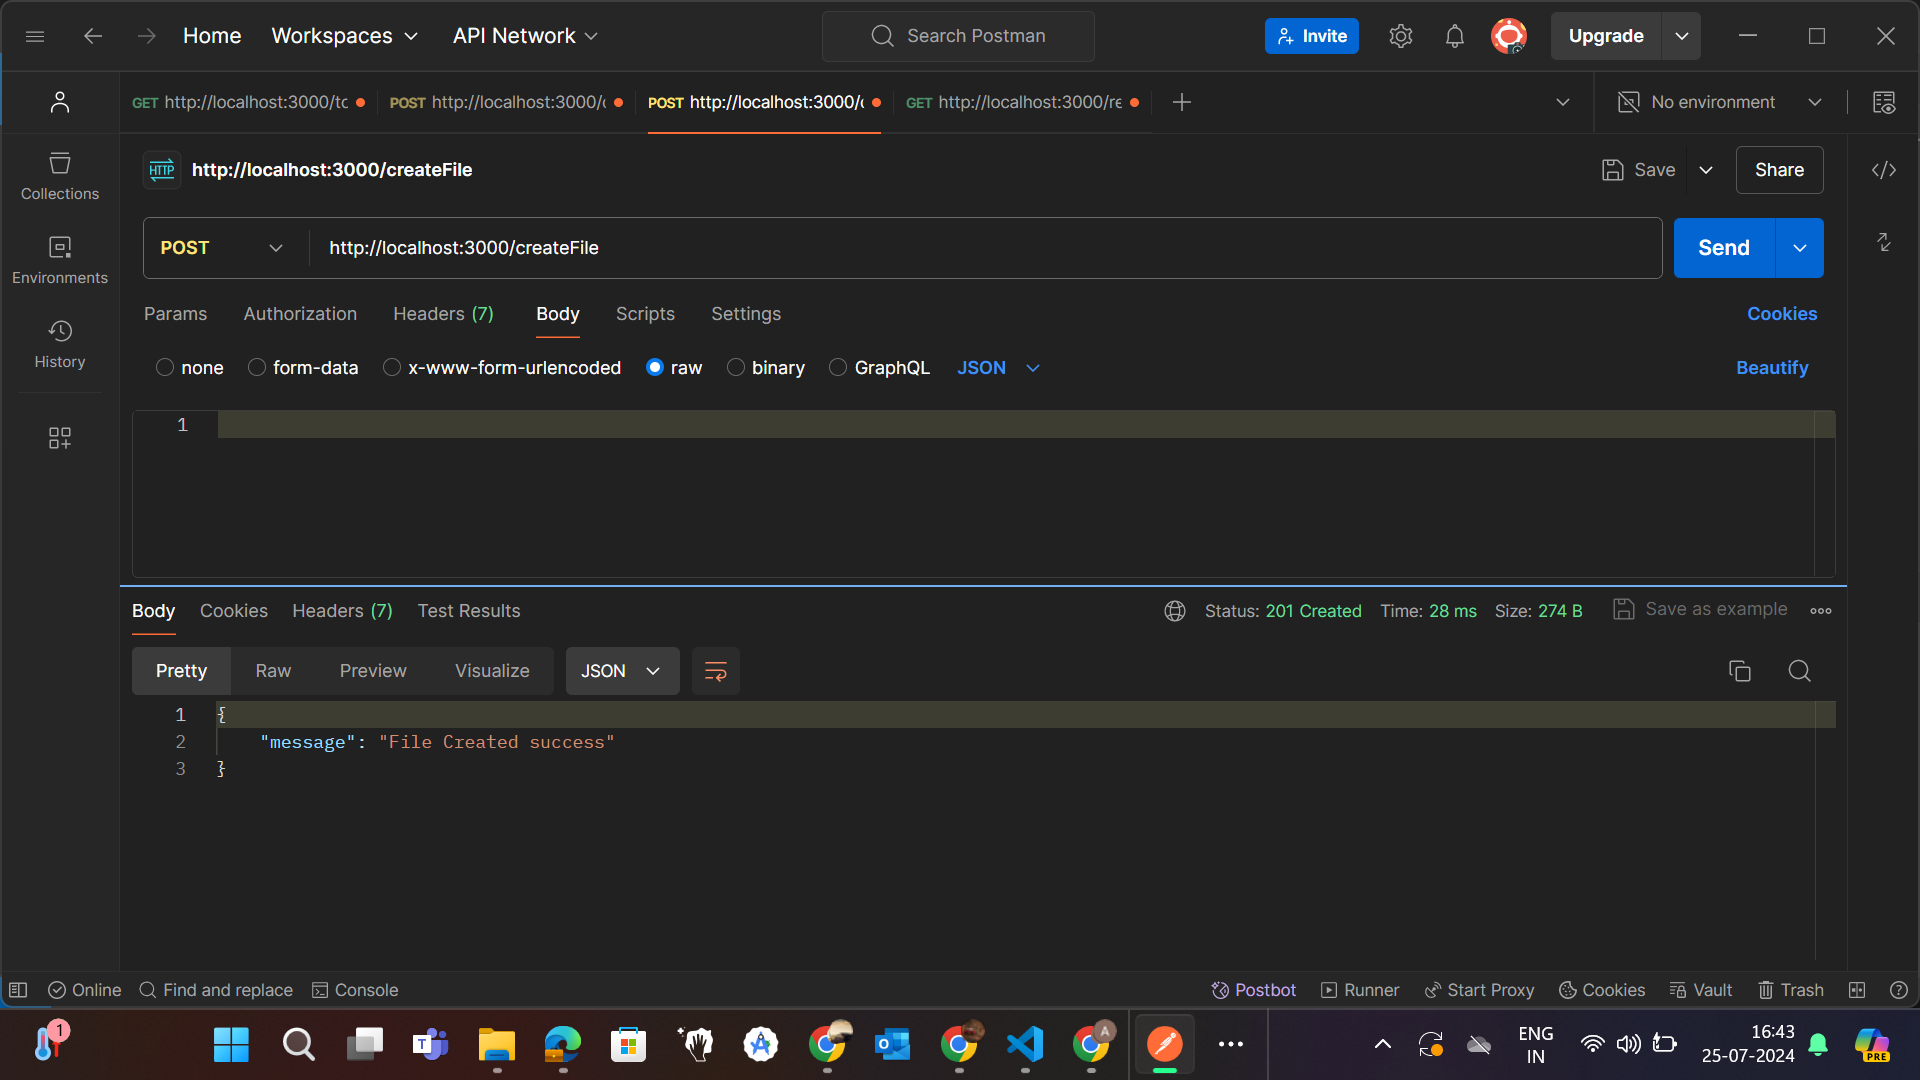 Home Workspaces API Network Search Postman Invite Upgrade
GET http://localhost:3000/tc POST http://localhost:3000/ POST http://localhost:3000/ GET http://localhost:3000/re No environment
HTTP http://localhost:3000/createFile Save Share
Collections
POST http://localhost:3000/createFile Send
Environments
Params Authorization Headers (7) Body Scripts Settings Cookies
History
none form-data x-www-form-urlencoded raw binary GraphQL JSON Beautify
1
Body Cookies Headers (7) Test Results Status: 201 Created Time: 28 ms Size: 274 B Save as example
Pretty Raw Preview Visualize JSON
1 {
2 "message": "File Created success"
3 }
Online Find and replace Console Postbot Runner Start Proxy Cookies Vault Trash
1 A ENG 16:43
IN 25-07-2024 PRE